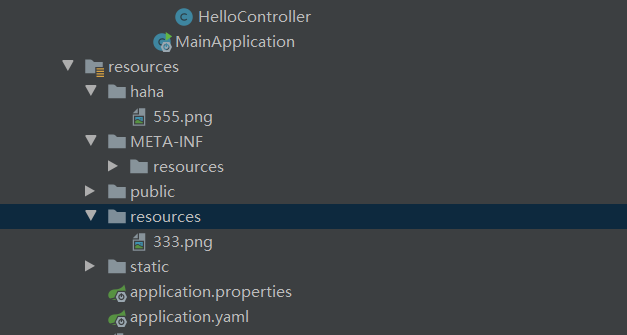 HelloController
MainApplication
resources
haha
555.png
META-INF
resources
public
resources
333.png
static
application.properties
application.yaml